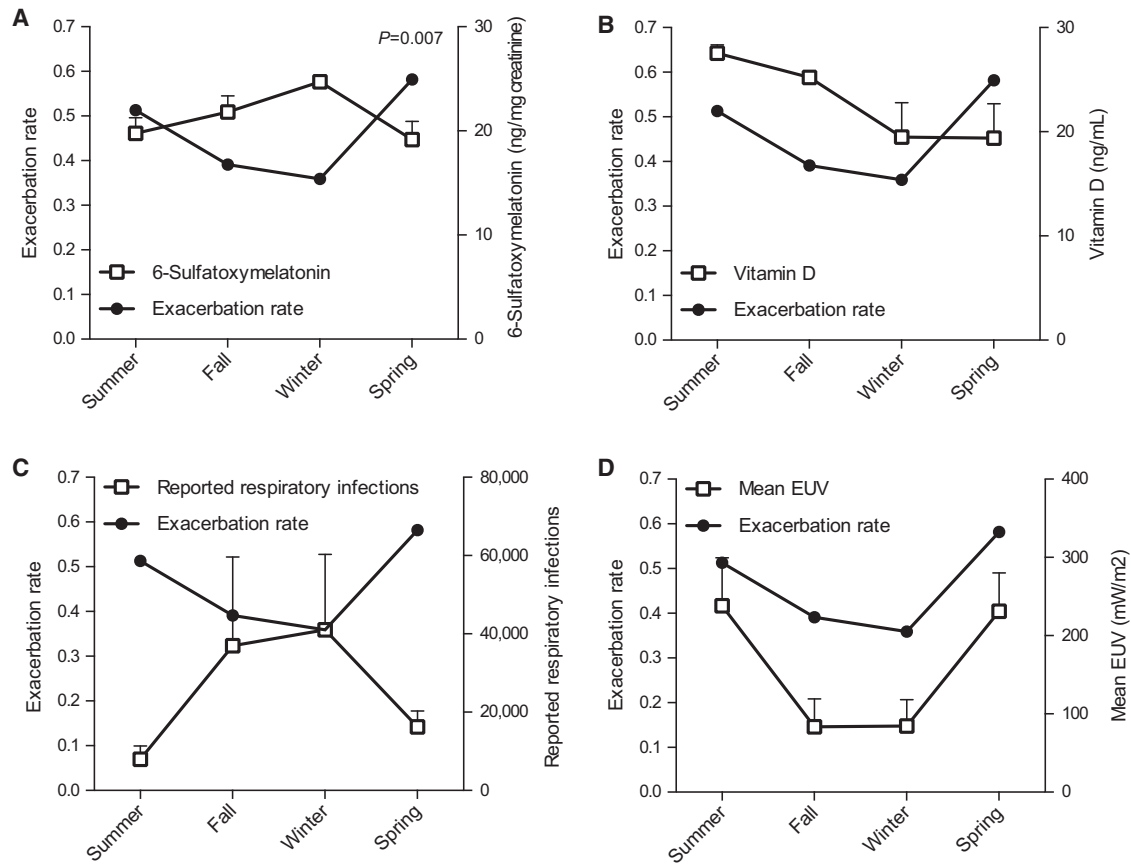 A
P=0.007
0.7
0.6
0.5
0.4
0.3
0.2
0.1
0.0
Exacerbation rate
30
20
10
0
6-Sulfatoxymelatonin (ng/mg creatinine)
6-Sulfatoxymelatonin
Exacerbation rate
Summer
Fall
Winter
Spring
B
0.7
0.6
0.5
0.4
0.3
0.2
0.1
0.0
Exacerbation rate
30
20
10
0
Vitamin D (ng/mL)
Vitamin D
Exacerbation rate
Summer
Fall
Winter
Spring
C
0.7
0.6
0.5
0.4
0.3
0.2
0.1
0.0
Exacerbation rate
80,000
60,000
40,000
20,000
0
Reported respiratory infections
Reported respiratory infections
Exacerbation rate
Summer
Fall
Winter
Spring
D
0.7
0.6
0.5
0.4
0.3
0.2
0.1
0.0
Exacerbation rate
400
300
200
100
0
Mean EUV (mW/m2)
Mean EUV
Exacerbation rate
Summer
Fall
Winter
Spring